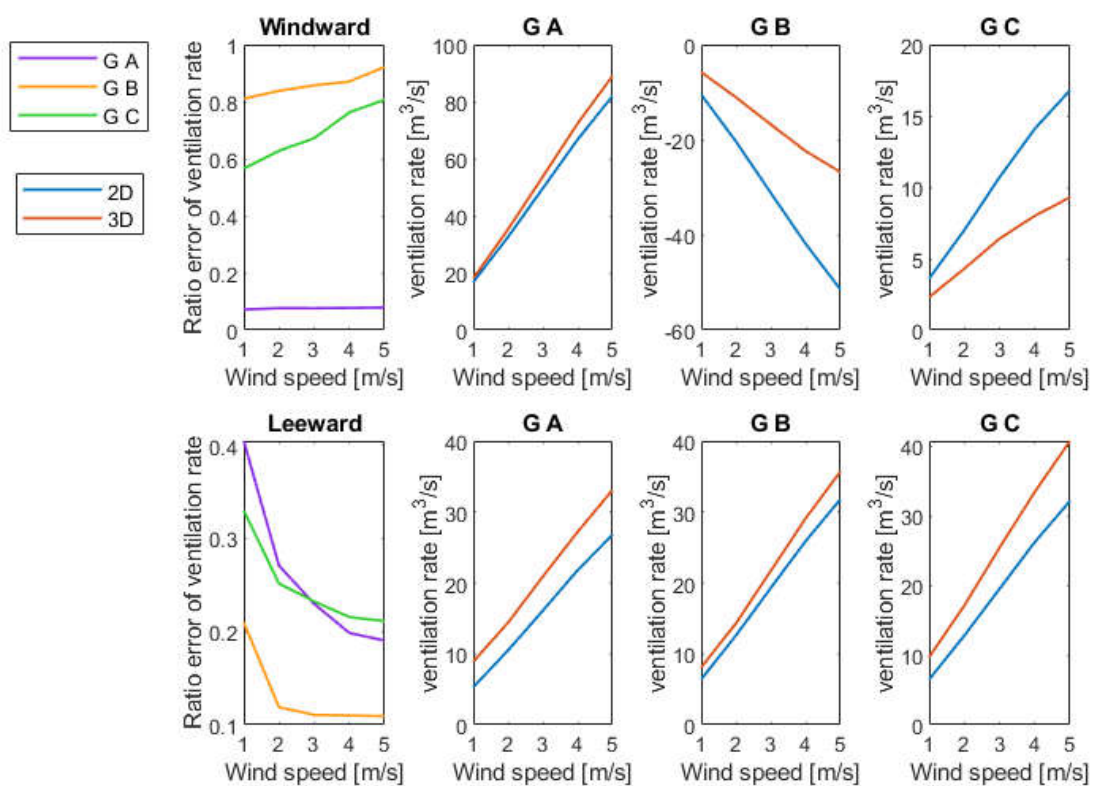 G A
G B
G C
2D
3D
Windward
Ratio error of ventilation rate
1
0.8
0.6
0.4
0.2
0
1 2 3 4 5
Wind speed [m/s]
G A
ventilation rate [m³/s]
100
80
60
40
20
0
1 2 3 4 5
Wind speed [m/s]
G B
ventilation rate [m³/s]
0
-20
-40
-60
1 2 3 4 5
Wind speed [m/s]
G C
ventilation rate [m³/s]
20
15
10
5
0
1 2 3 4 5
Wind speed [m/s]
Leeward
Ratio error of ventilation rate
0.4
0.3
0.2
0.1
1 2 3 4 5
Wind speed [m/s]
G A
ventilation rate [m³/s]
40
30
20
10
0
1 2 3 4 5
Wind speed [m/s]
G B
ventilation rate [m³/s]
40
30
20
10
0
1 2 3 4 5
Wind speed [m/s]
G C
ventilation rate [m³/s]
40
30
20
10
0
1 2 3 4 5
Wind speed [m/s]